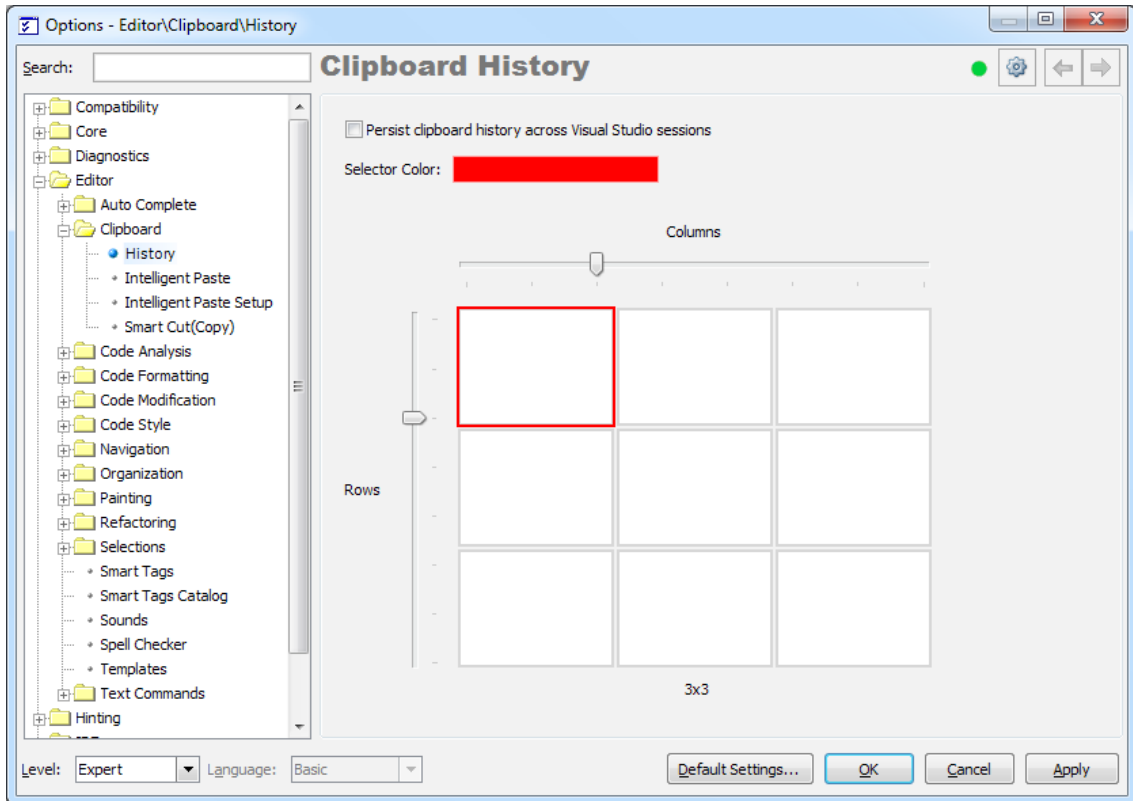 Options - Editor\Clipboard\History
Search:
Clipboard History
Compatibility
Core
Diagnostics
Editor
Auto Complete
Clipboard
History
Intelligent Paste
Intelligent Paste Setup
Smart Cut(Copy)
Code Analysis
Code Formatting
Code Modification
Code Style
Navigation
Organization
Painting
Refactoring
Selections
Smart Tags
Smart Tags Catalog
Sounds
Spell Checker
Templates
Text Commands
Hinting
Persist clipboard history across Visual Studio sessions
Selector Color:
Columns
Rows
3x3
Level: Expert Language: Basic
Default Settings... OK Cancel Apply